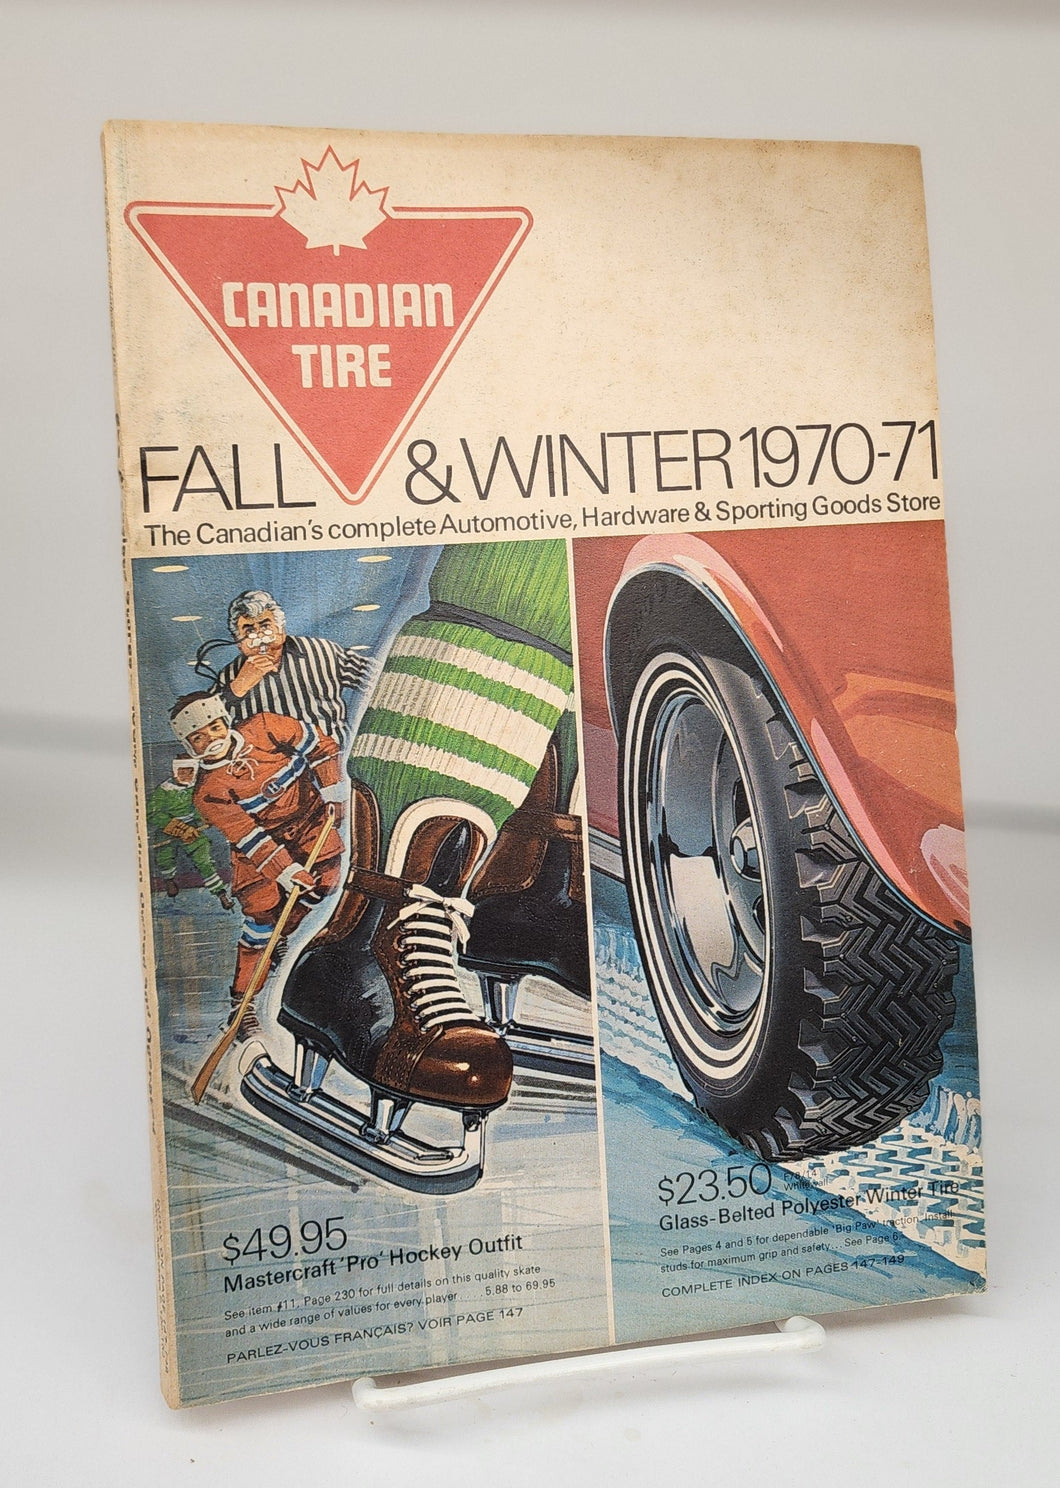 CANADIAN
TIRE
FALL & WINTER 1970-71
The Canadian's complete Automotive, Hardware & Sporting Goods Store
$49.95
Mastercraft 'Pro' Hockey Outfit
See item #11, Page 230 for full details on this quality skate
and a wide range of values for every player . . . . . 5.88 to 69.95
PARLEZ-VOUS FRANÇAIS? VOIR PAGE 147
$23.50
Whitewall
Glass-Belted Polyester Winter Tire
See Pages 4 and 5 for dependable 'Big Paw' traction. Install
studs for maximum grip and safety... See Page 6.
COMPLETE INDEX ON PAGES 147-149